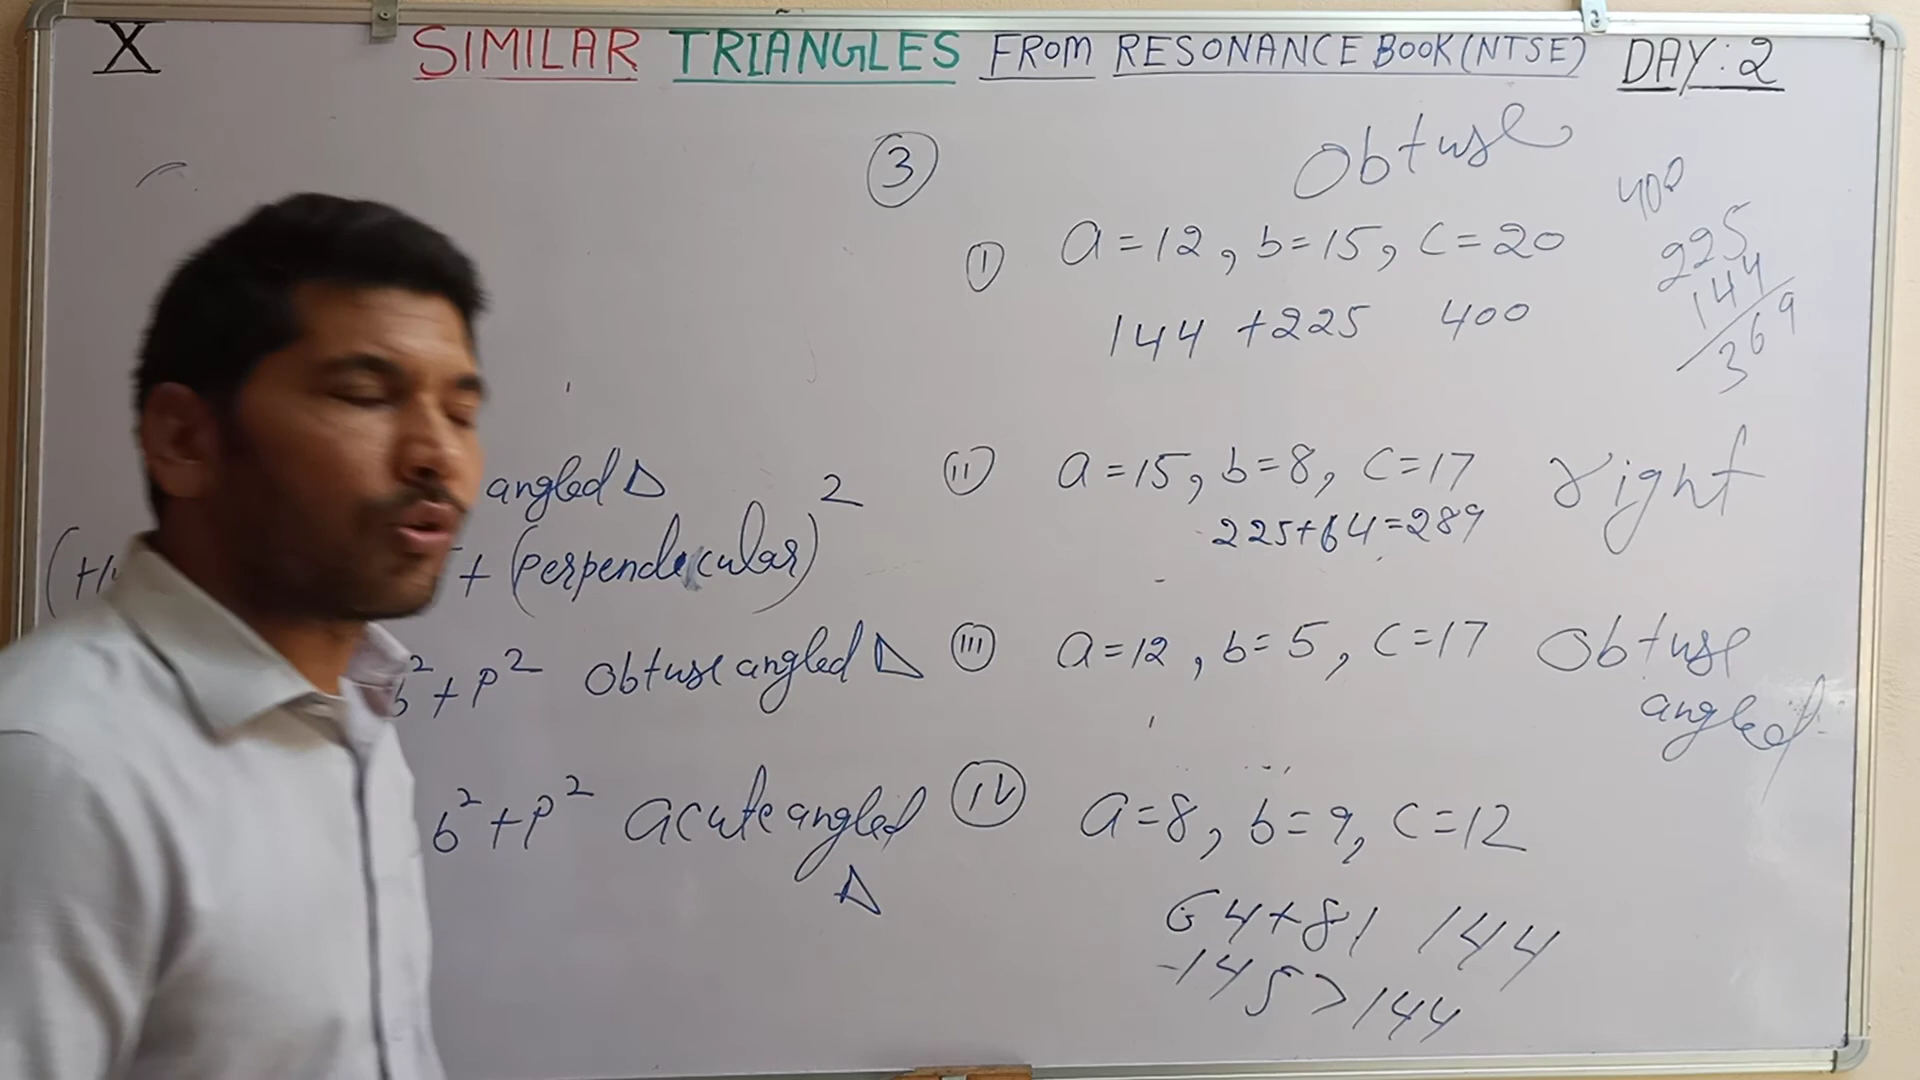 X SIMILAR TRIANGLES FROM RESONANCE BOOK (NTSE) DAY: 2
3
Obtuse
i a = 12, b = 15, c = 20
144 + 225 400
400
225
144
369
angled Δ
+ (perpendecular)²
b² + p² obtuse angled Δ
b² + p² acute angled
Δ
ii a = 15, b = 8, c = 17 right
225 + 64 = 289
iii a = 12, b = 5, c = 17 Obtuse
angled
iv a = 8, b = 9, c = 12
64 + 81 144
145 > 144